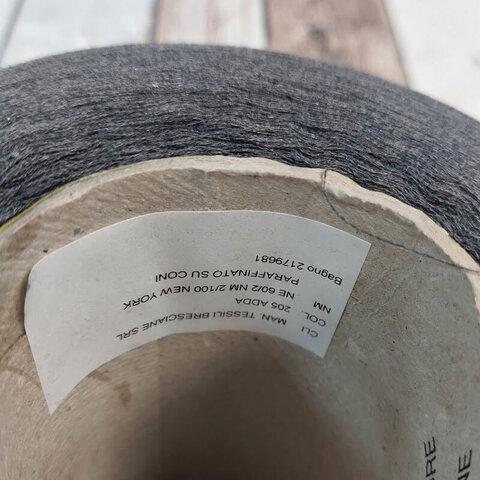 CLI MAN. TESSILI BRESCIANE SRL
COL. 205 ADDA
NM NE 60/2 NM 2/100 NEW YORK
PARAFFINATO SU CONI
Bagno 2179681